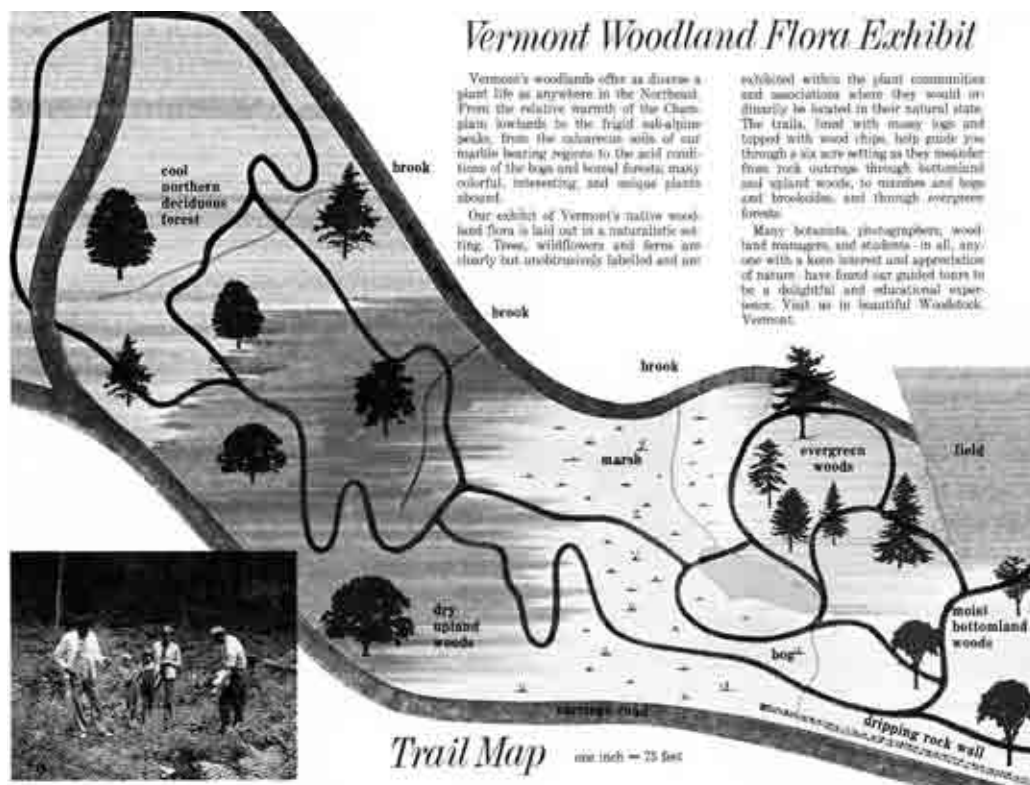 Vermont Woodland Flora Exhibit
Vermont's woodlands offer as diverse a
plant life as anywhere in the Northeast.
From the relative warmth of the Cham-
plain lowlands to the frigid sub-alpine
peaks, from the calcareous soils of our
marble bearing regions to the acid condi-
tions of the bogs and boreal forests, many
colorful, interesting, and unique plants
abound.
Our exhibit of Vermont's native wood-
land flora is laid out in a naturalistic set-
ting. Trees, wildflowers and ferns are
clearly but unobtrusively labelled and are
exhibited within the plant communities
and associations where they would or-
dinarily be located in their natural state.
The trails, lined with mossy logs and
topped with wood chips, help guide you
through a six acre setting as they meander
from rock outcrops through bottomland
and upland woods, to marshes and bogs
and brooksides, and through evergreen
forests.
Many botanists, photographers, wood-
land managers, and students - in all, any-
one with a keen interest and appreciation
of nature - have found our guided tours to
be a delightful and educational exper-
ience. Visit us in beautiful Woodstock,
Vermont.
brook
cool
northern
deciduous
forest
brook
brook
marsh
evergreen
woods
field
dry
upland
woods
moist
bottomland
woods
bog
carriage road
dripping rock wall
Trail Map
one inch = 75 feet